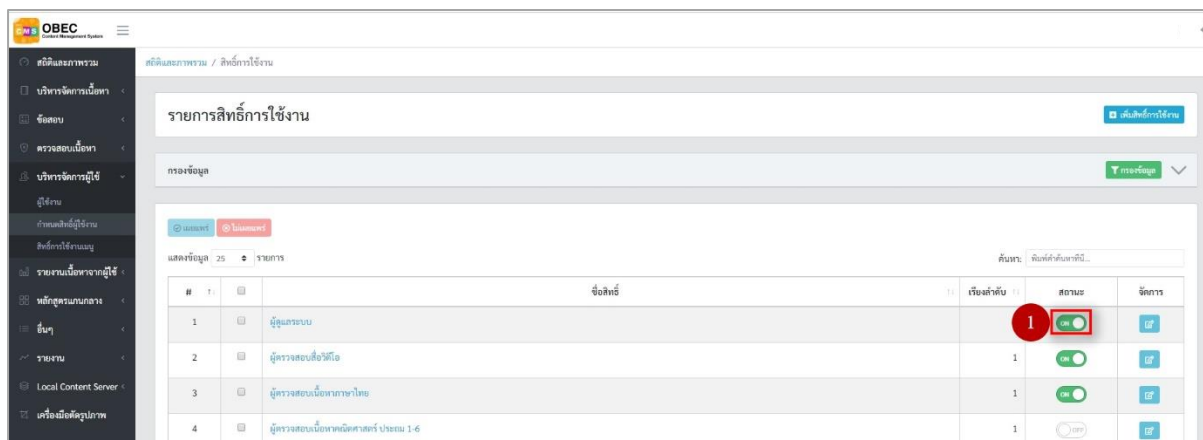 CMS OBEC
Content Management System
สถิติและภาพรวม
บริหารจัดการเนื้อหา
ข้อสอบ
ตรวจสอบเนื้อหา
บริหารจัดการผู้ใช้
ผู้ใช้งาน
กำหนดสิทธิ์ผู้ใช้งาน
สิทธิ์การใช้งานเมนู
รายงานเนื้อหาจากผู้ใช้
หลักสูตรแกนกลาง
อื่นๆ
รายงาน
Local Content Server
เครื่องมือตัดรูปภาพ
สถิติและภาพรวม / สิทธิ์การใช้งาน
รายการสิทธิ์การใช้งาน
เพิ่มสิทธิ์การใช้งาน
กรองข้อมูล
กรองข้อมูล
เผยแพร่ ไม่เผยแพร่
แสดงข้อมูล 25 รายการ
ค้นหา: พิมพ์คำค้นหาที่นี่...
# ชื่อสิทธิ์ เรียงลำดับ สถานะ จัดการ
1 ผู้ดูแลระบบ 1 ON
2 ผู้ตรวจสอบสื่อวิดีโอ 1 ON
3 ผู้ตรวจสอบเนื้อหาภาษาไทย 1 ON
4 ผู้ตรวจสอบเนื้อหาคณิตศาสตร์ ประถม 1-6 1 OFF